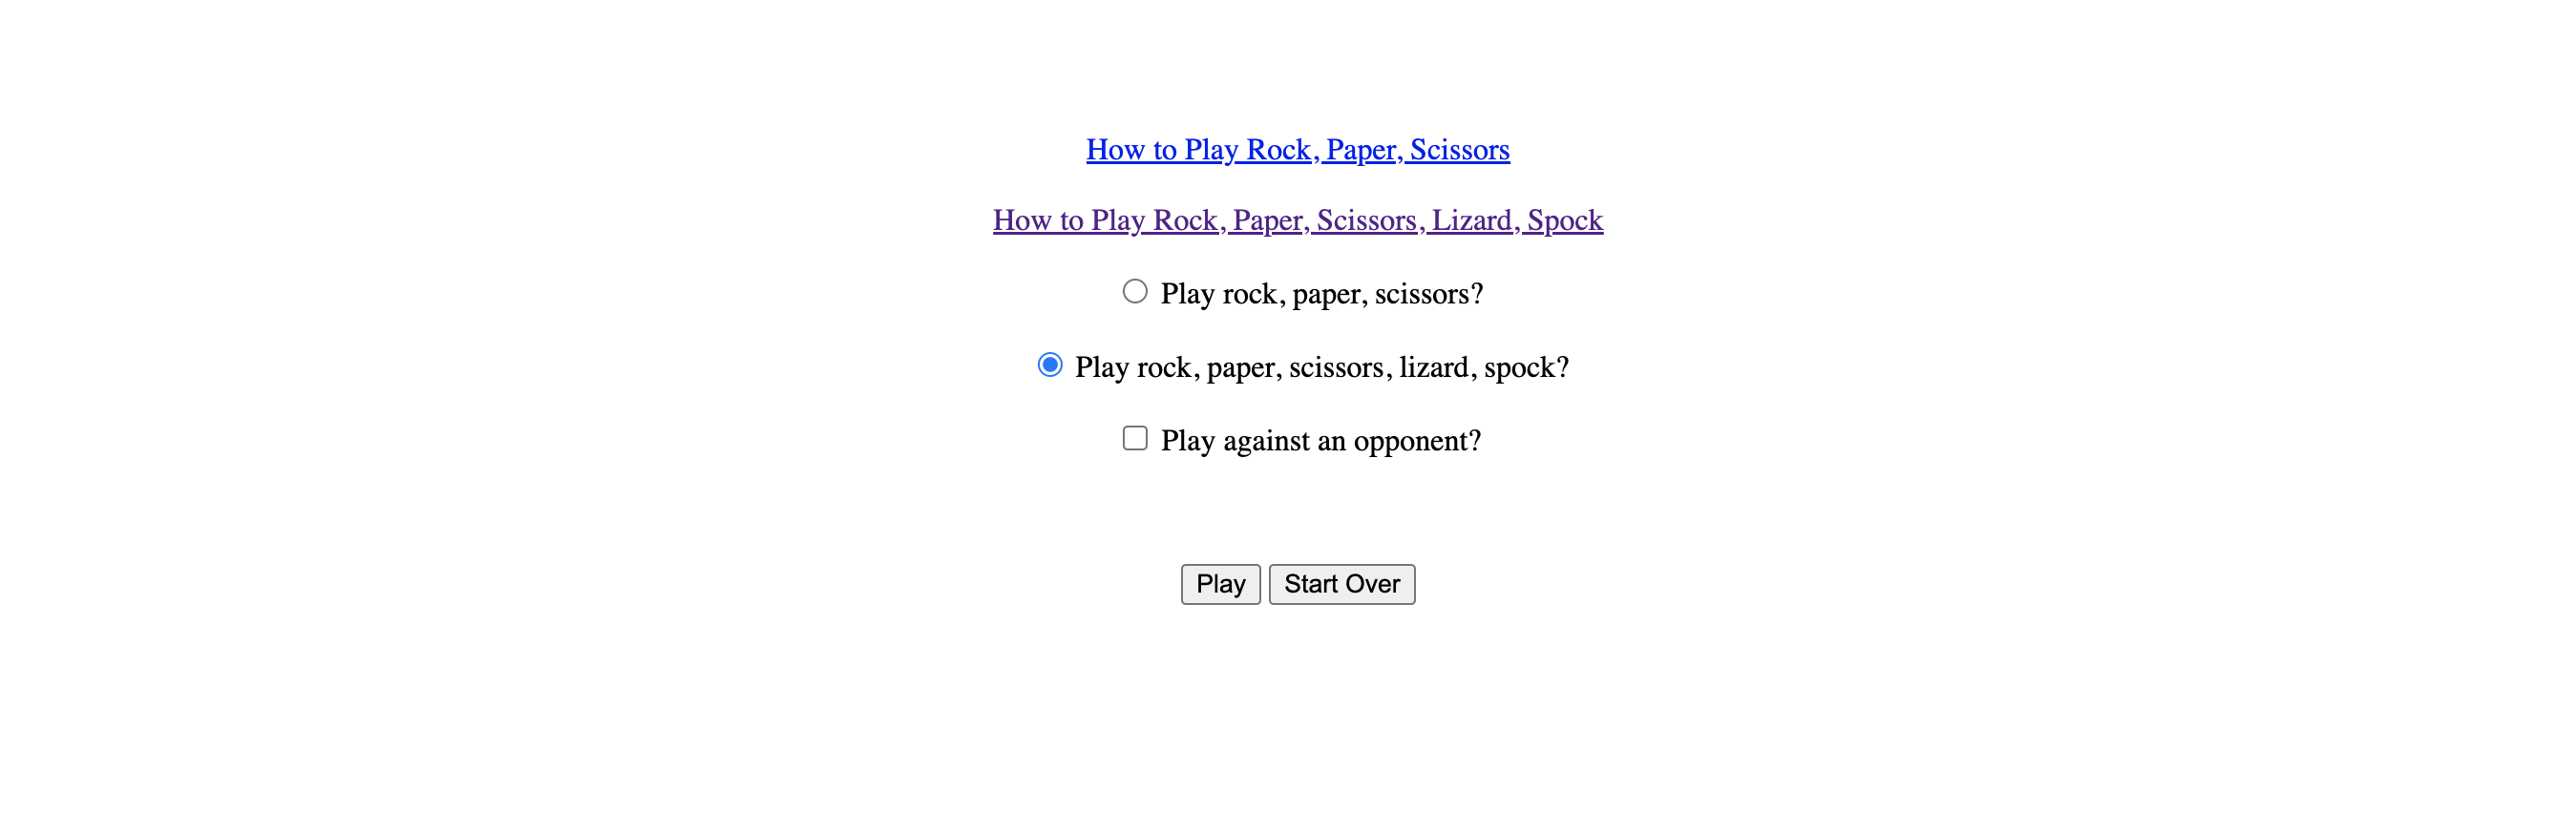 How to Play Rock, Paper, Scissors
How to Play Rock, Paper, Scissors, Lizard, Spock
Play rock, paper, scissors?
Play rock, paper, scissors, lizard, spock?
Play against an opponent?
Play Start Over